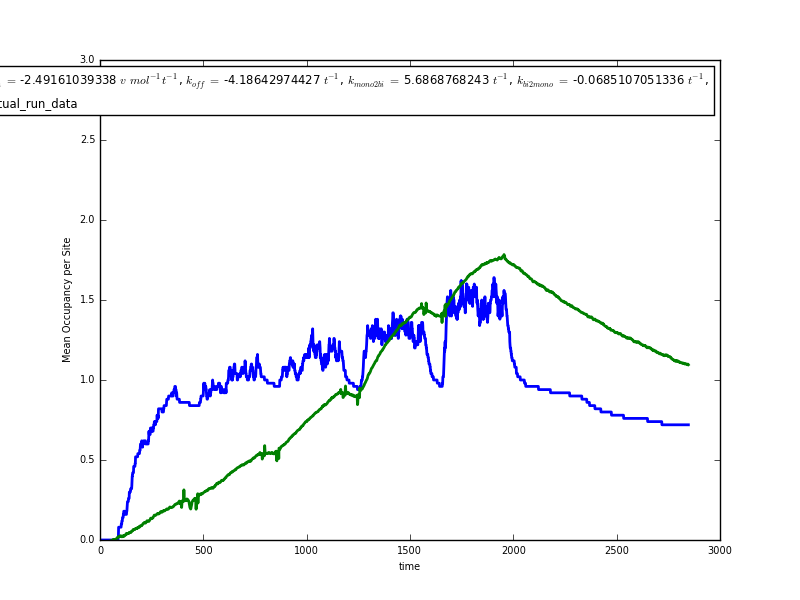 3.0
= -2.49161039338 v mol⁻¹t⁻¹, k_off = -4.18642974427 t⁻¹, k_mono2bi = 5.6868768243 t⁻¹, k_bi2mono = -0.0685107051336 t⁻¹,
tual_run_data
2.5
2.0
1.5
1.0
0.5
0.0
Mean Occupancy per Site
0 500 1000 1500 2000 2500 3000
time